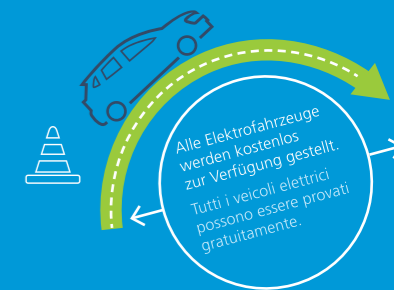 Alle Elektrofahrzeuge
werden kostenlos
zur Verfügung gestellt.
Tutti i veicoli elettrici
possono essere provati
gratuitamente.